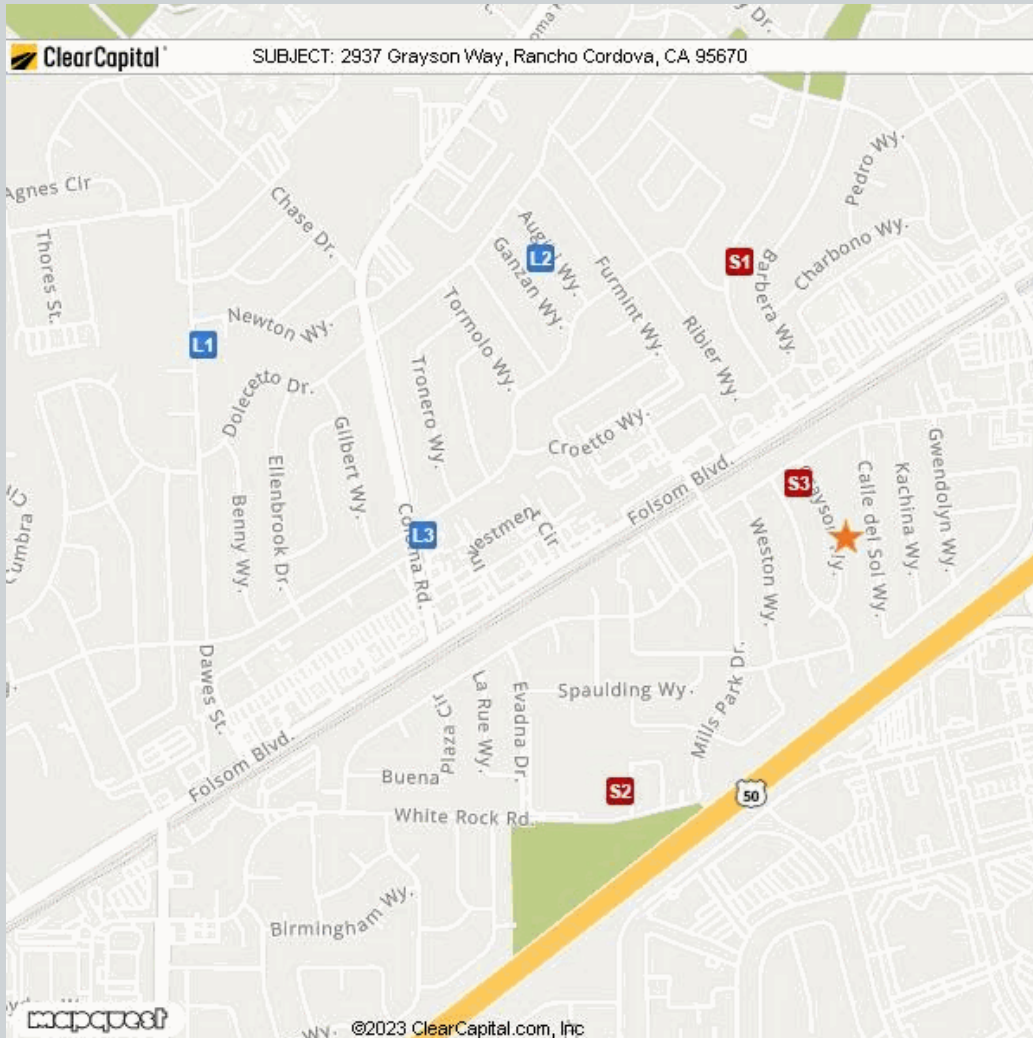 ClearCapital
SUBJECT: 2937 Grayson Way, Rancho Cordova, CA 95670
Dr.
Pedro Wy.
Agnes Cir
Chase Dr.
Thores St.
L2
Ganzan Wy.
S1
Barbera Wy.
Charbono Wy.
Furmint Wy.
Newton Wy.
L1
Tormolo Wy.
Ribier Wy.
Dolecetto Dr.
Tronero Wy.
Gilbert Wy.
Croetto Wy.
Ellenbrook Dr.
Benny Wy.
Folsom Blvd.
S3
Calle del Sol Wy.
Kachina Wy.
Gwendolyn Wy.
Weston Wy.
L3
Cir
Dawes St.
Spaulding Wy.
Mills Park Dr.
La Rue Wy.
Evadna Dr.
Plaza Cir
Buena
Folsom Blvd.
S2
50
White Rock Rd.
Birmingham Wy.
Wy.
mapquest
©2023 ClearCapital.com, Inc